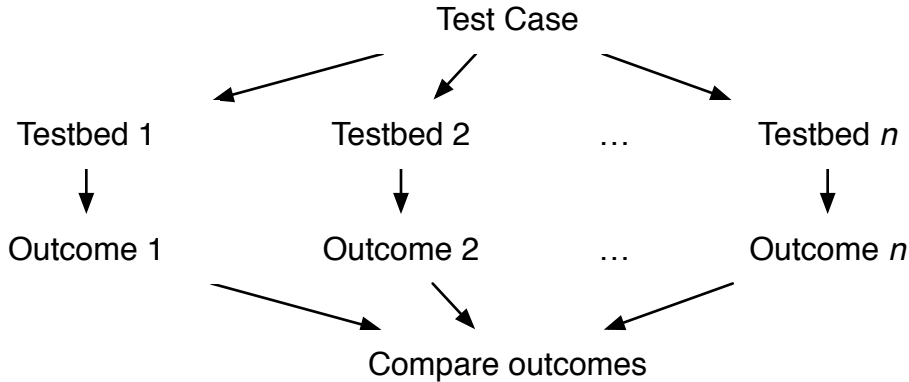 Test Case
Testbed 1 Testbed 2 … Testbed n
Outcome 1 Outcome 2 … Outcome n
Compare outcomes